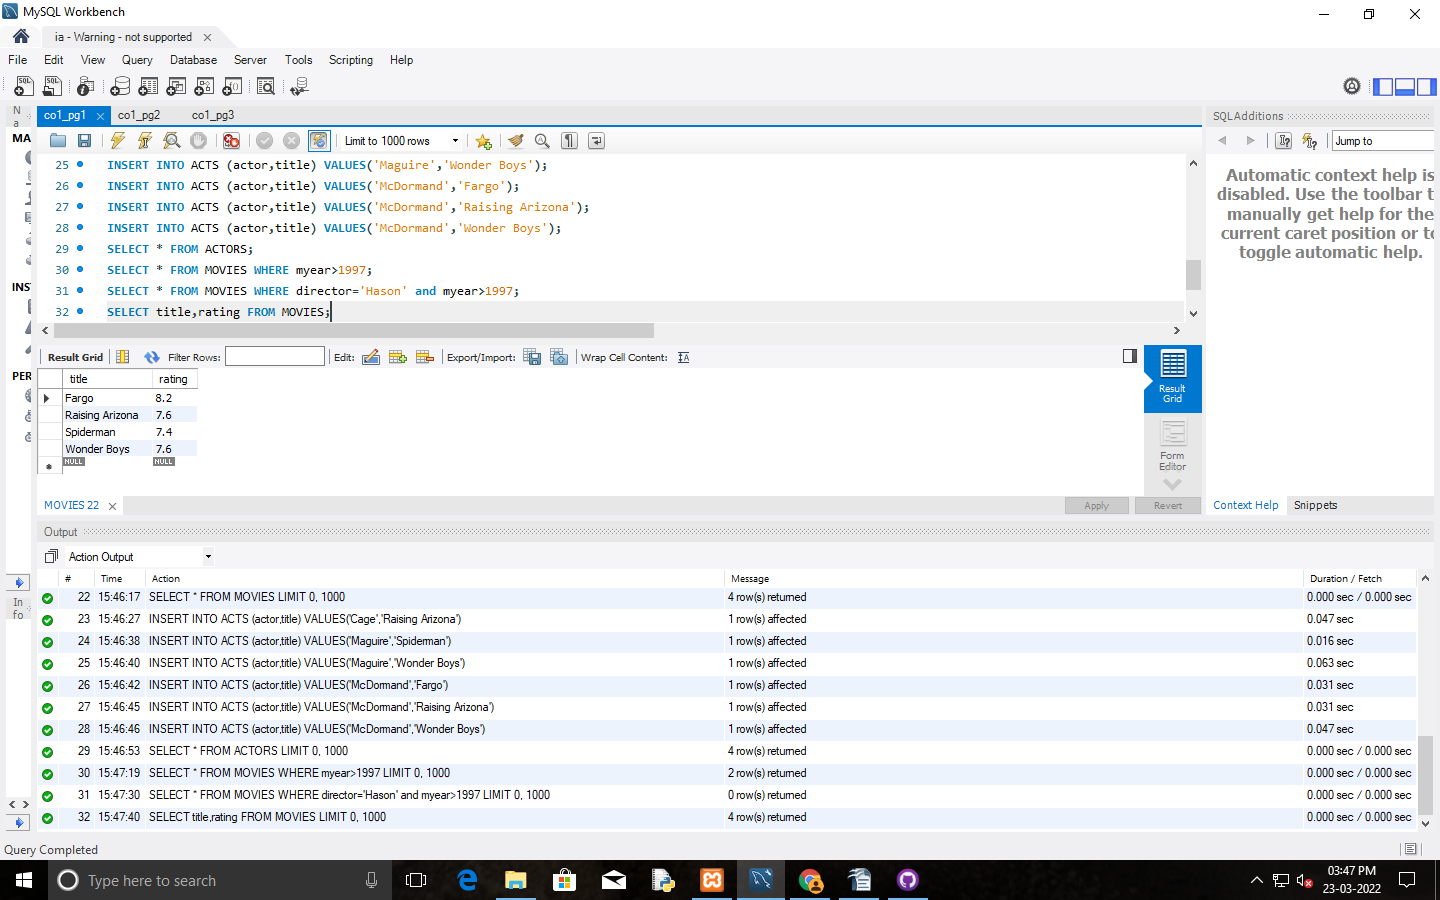 MySQL Workbench
ia - Warning - not supported
File Edit View Query Database Server Tools Scripting Help
N
a
MA
INS
PER
In
fo
co1_pg1 co1_pg2 co1_pg3
Limit to 1000 rows
25 INSERT INTO ACTS (actor,title) VALUES('Maguire','Wonder Boys');
26 INSERT INTO ACTS (actor,title) VALUES('McDormand','Fargo');
27 INSERT INTO ACTS (actor,title) VALUES('McDormand','Raising Arizona');
28 INSERT INTO ACTS (actor,title) VALUES('McDormand','Wonder Boys');
29 SELECT * FROM ACTORS;
30 SELECT * FROM MOVIES WHERE myear>1997;
31 SELECT * FROM MOVIES WHERE director='Hason' and myear>1997;
32 SELECT title,rating FROM MOVIES;
Result Grid Filter Rows: Edit: Export/Import: Wrap Cell Content:
title rating
Fargo 8.2
Raising Arizona 7.6
Spiderman 7.4
Wonder Boys 7.6
NULL NULL
Result
Grid
Form
Editor
MOVIES 22
Apply Revert
SQLAdditions
Jump to
Automatic context help is
disabled. Use the toolbar t
manually get help for the
current caret position or to
toggle automatic help.
Context Help Snippets
Output
Action Output
# Time Action Message Duration / Fetch
22 15:46:17 SELECT * FROM MOVIES LIMIT 0, 1000 4 row(s) returned 0.000 sec / 0.000 sec
23 15:46:27 INSERT INTO ACTS (actor,title) VALUES('Cage','Raising Arizona') 1 row(s) affected 0.047 sec
24 15:46:38 INSERT INTO ACTS (actor,title) VALUES('Maguire','Spiderman') 1 row(s) affected 0.016 sec
25 15:46:40 INSERT INTO ACTS (actor,title) VALUES('Maguire','Wonder Boys') 1 row(s) affected 0.063 sec
26 15:46:42 INSERT INTO ACTS (actor,title) VALUES('McDormand','Fargo') 1 row(s) affected 0.031 sec
27 15:46:45 INSERT INTO ACTS (actor,title) VALUES('McDormand','Raising Arizona') 1 row(s) affected 0.031 sec
28 15:46:46 INSERT INTO ACTS (actor,title) VALUES('McDormand','Wonder Boys') 1 row(s) affected 0.047 sec
29 15:46:53 SELECT * FROM ACTORS LIMIT 0, 1000 4 row(s) returned 0.000 sec / 0.000 sec
30 15:47:19 SELECT * FROM MOVIES WHERE myear>1997 LIMIT 0, 1000 2 row(s) returned 0.000 sec / 0.000 sec
31 15:47:30 SELECT * FROM MOVIES WHERE director='Hason' and myear>1997 LIMIT 0, 1000 0 row(s) returned 0.000 sec / 0.000 sec
32 15:47:40 SELECT title,rating FROM MOVIES LIMIT 0, 1000 4 row(s) returned 0.000 sec / 0.000 sec
Query Completed
Type here to search
03:47 PM
23-03-2022